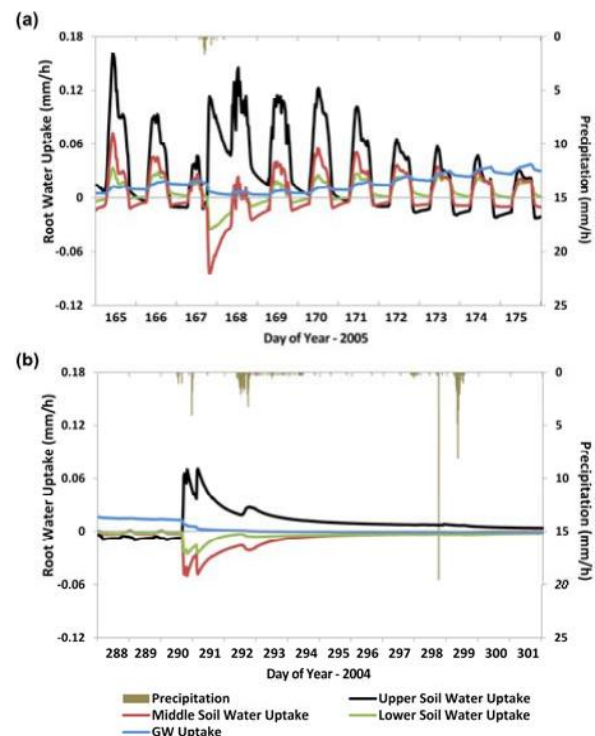 (a)
0.18
0.12
0.06
0
-0.06
-0.12
Root Water Uptake (mm/h)
0
5
10
15
20
25
Precipitation (mm/h)
165 166 167 168 169 170 171 172 173 174 175
Day of Year - 2005
(b)
0.18
0.12
0.06
0
-0.06
-0.12
Root Water Uptake (mm/h)
0
5
10
15
20
25
Precipitation (mm/h)
288 289 290 291 292 293 294 295 296 297 298 299 300 301
Day of Year - 2004
Precipitation Upper Soil Water Uptake
Middle Soil Water Uptake Lower Soil Water Uptake
GW Uptake